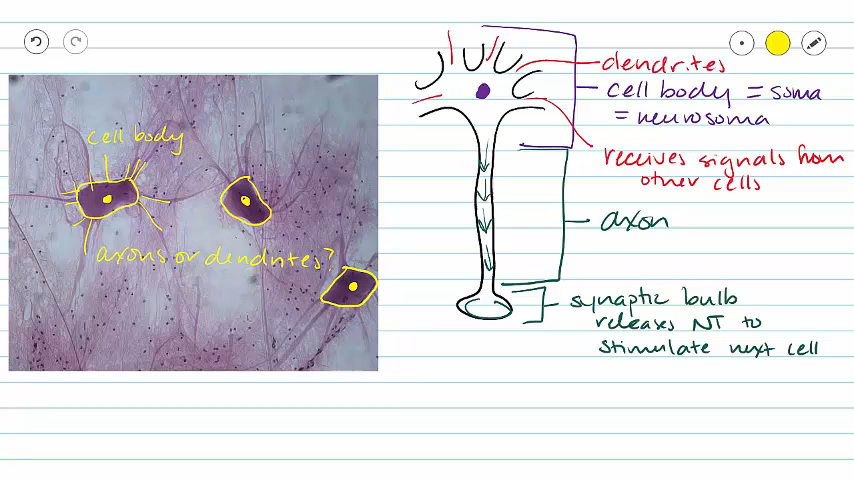 cell body
axons or dendrites?
dendrites
cell body = soma
= neurosoma
receives signals from
other cells
axon
synaptic bulb
releases NT to
stimulate next cell